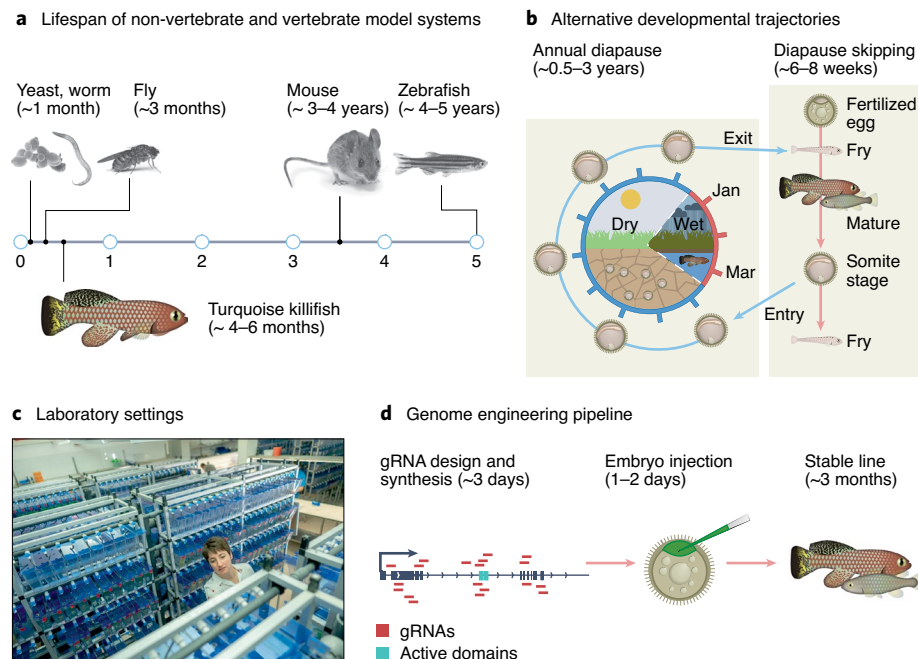 a Lifespan of non-vertebrate and vertebrate model systems
Yeast, worm
(~1 month)
Fly
(~3 months)
Mouse
(~ 3–4 years)
Zebrafish
(~ 4–5 years)
0
1
2
3
4
5
Turquoise killifish
(~ 4–6 months)
b Alternative developmental trajectories
Annual diapause
(~0.5–3 years)
Diapause skipping
(~6–8 weeks)
Fertilized
egg
Exit
Fry
Jan
Dry
Wet
Mature
Mar
Somite
stage
Entry
Fry
c Laboratory settings
d Genome engineering pipeline
gRNA design and
synthesis (~3 days)
Embryo injection
(1–2 days)
Stable line
(~3 months)
gRNAs
Active domains